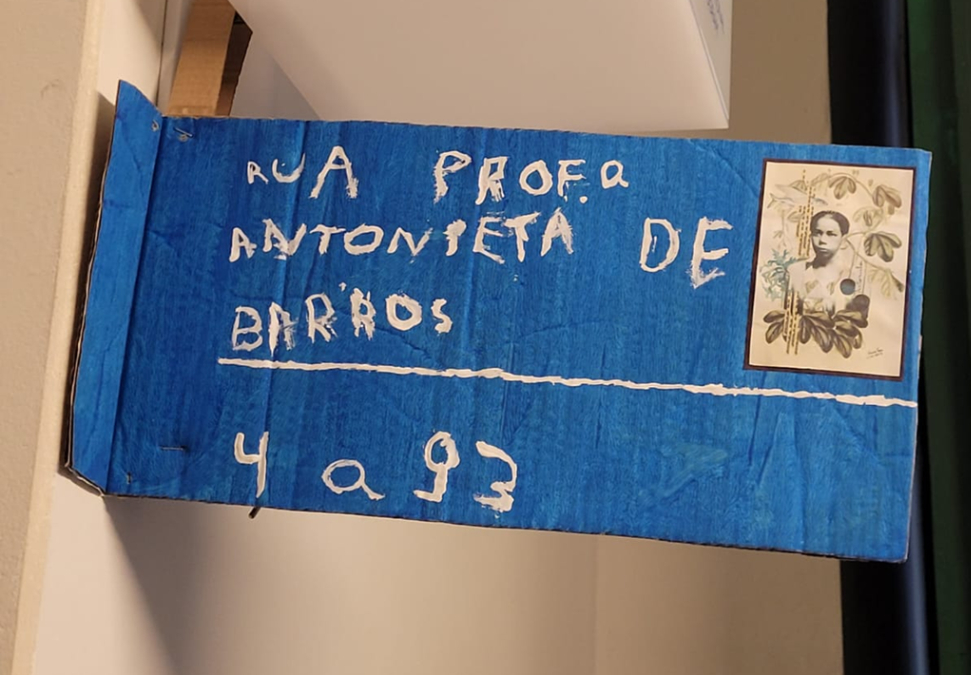 RUA PROF.a
ANTONIETA DE
BARROS
4 a 93